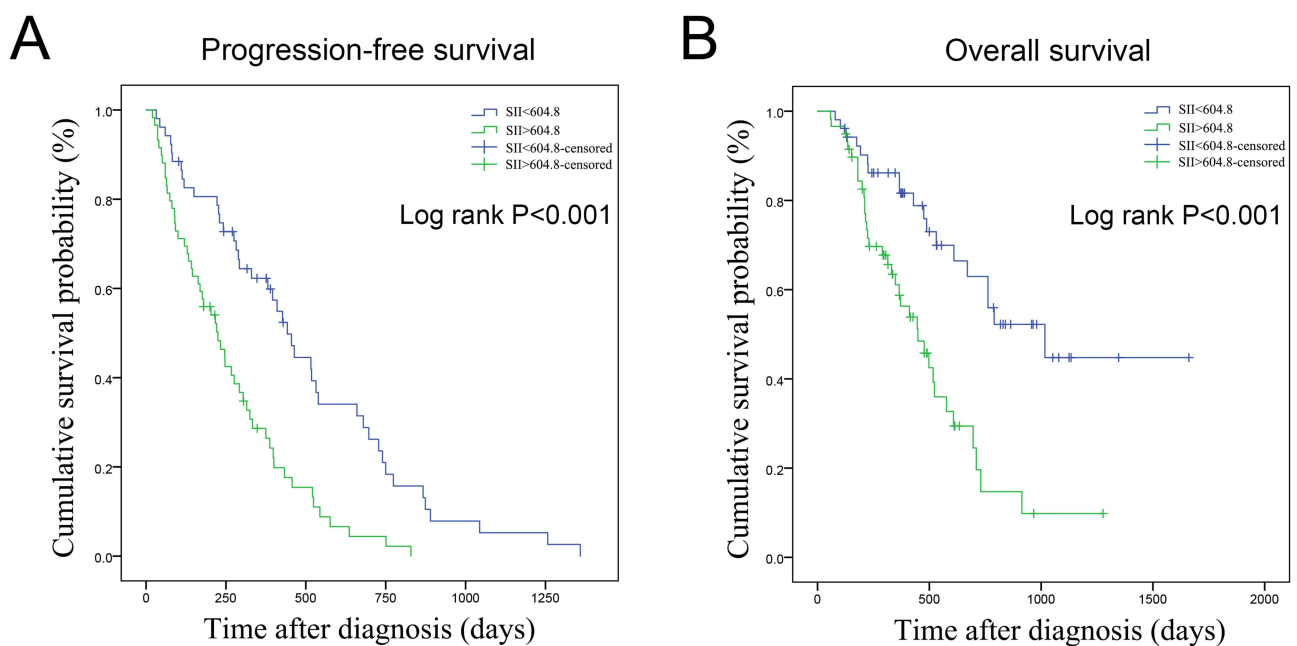 A
Progression-free survival
Cumulative survival probability (%)
1.0
0.8
0.6
0.4
0.2
0.0
SII<604.8
SII>604.8
SII<604.8-censored
SII>604.8-censored
Log rank P<0.001
0 250 500 750 1000 1250
Time after diagnosis (days)
B
Overall survival
Cumulative survival probability (%)
1.0
0.8
0.6
0.4
0.2
0.0
SII<604.8
SII>604.8
SII<604.8-censored
SII>604.8-censored
Log rank P<0.001
0 500 1000 1500 2000
Time after diagnosis (days)